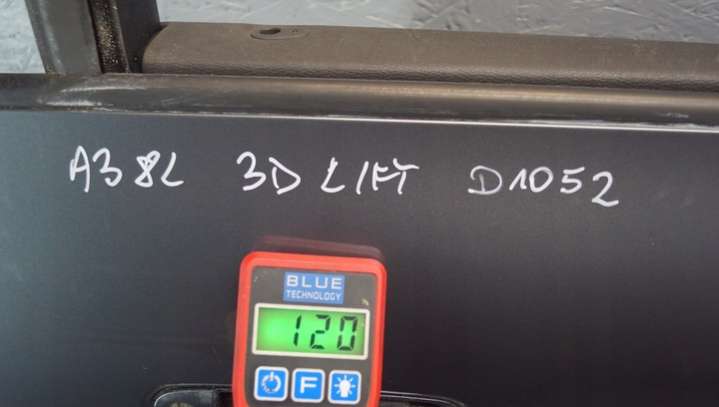 A3 8L 3D LIFT D1052
BLUE
TECHNOLOGY
120
F